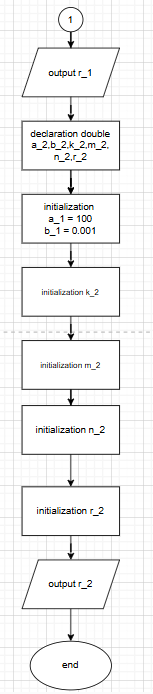 1
output r_1
declaration double
a_2,b_2,k_2,m_2,
n_2,r_2
initialization
a_1 = 100
b_1 = 0.001
initialization k_2
initialization m_2
initialization n_2
initialization r_2
output r_2
end